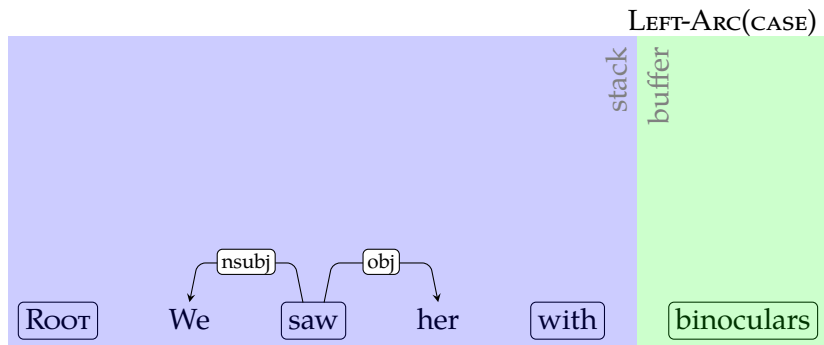 LEFT-ARC(CASE)
stack
buffer
nsubj obj
ROOT We saw her with binoculars